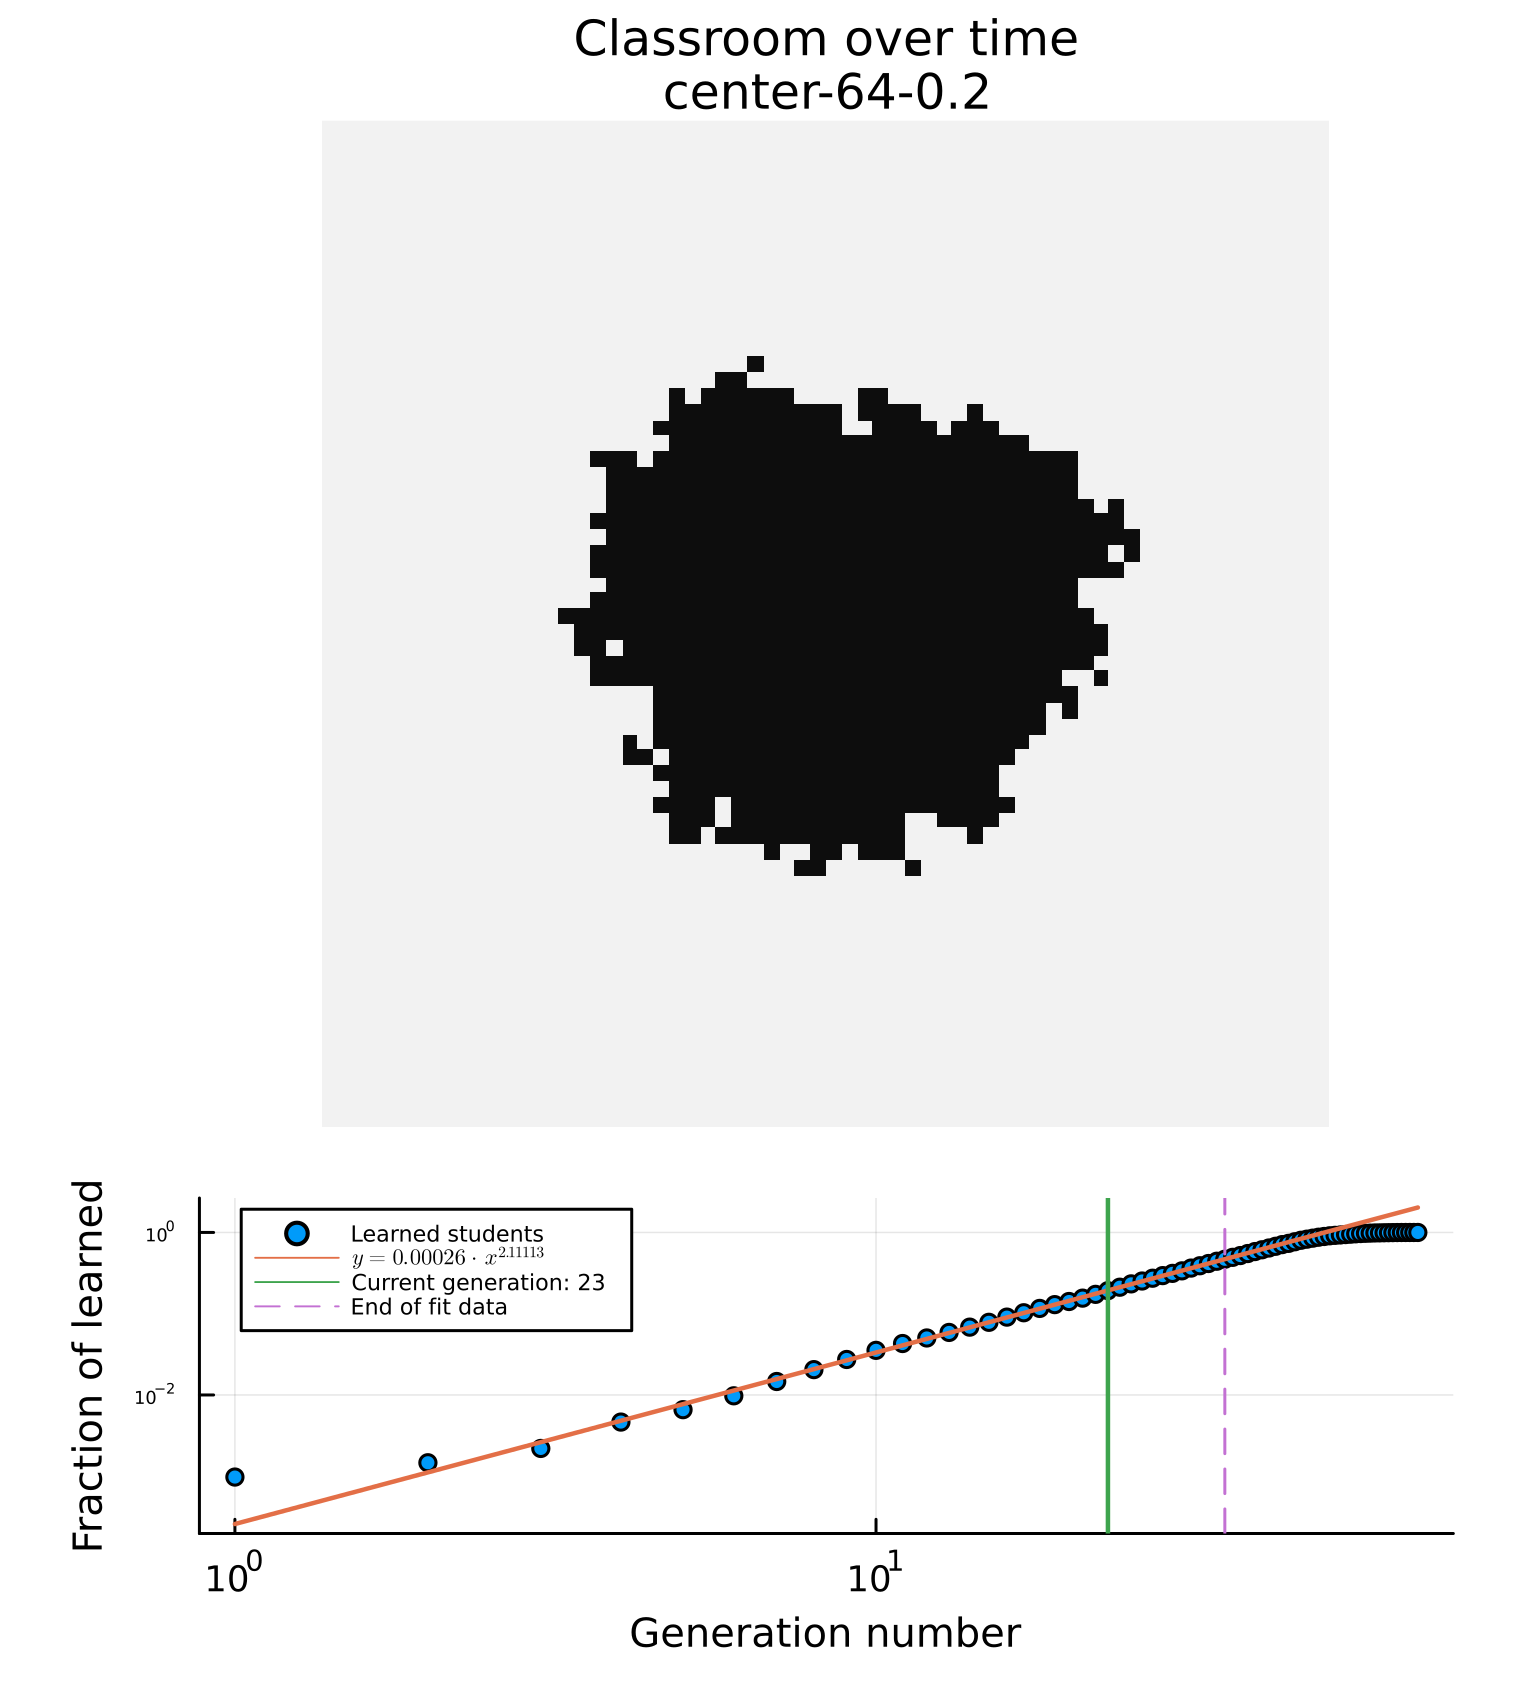 Classroom over time
center-64-0.2
Fraction of learned
10^0
10^−2
Learned students
y = 0.00026 · x^2.11113
Current generation: 23
End of fit data
10^0
10^1
Generation number